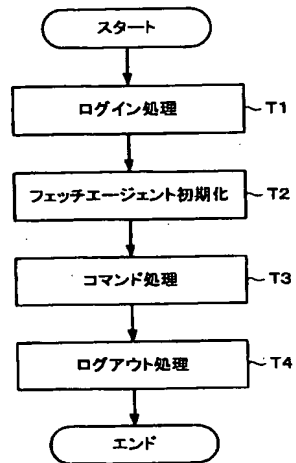 スタート
ログイン処理 T1
フェッチエージェント初期化 T2
コマンド処理 T3
ログアウト処理 T4
エンド